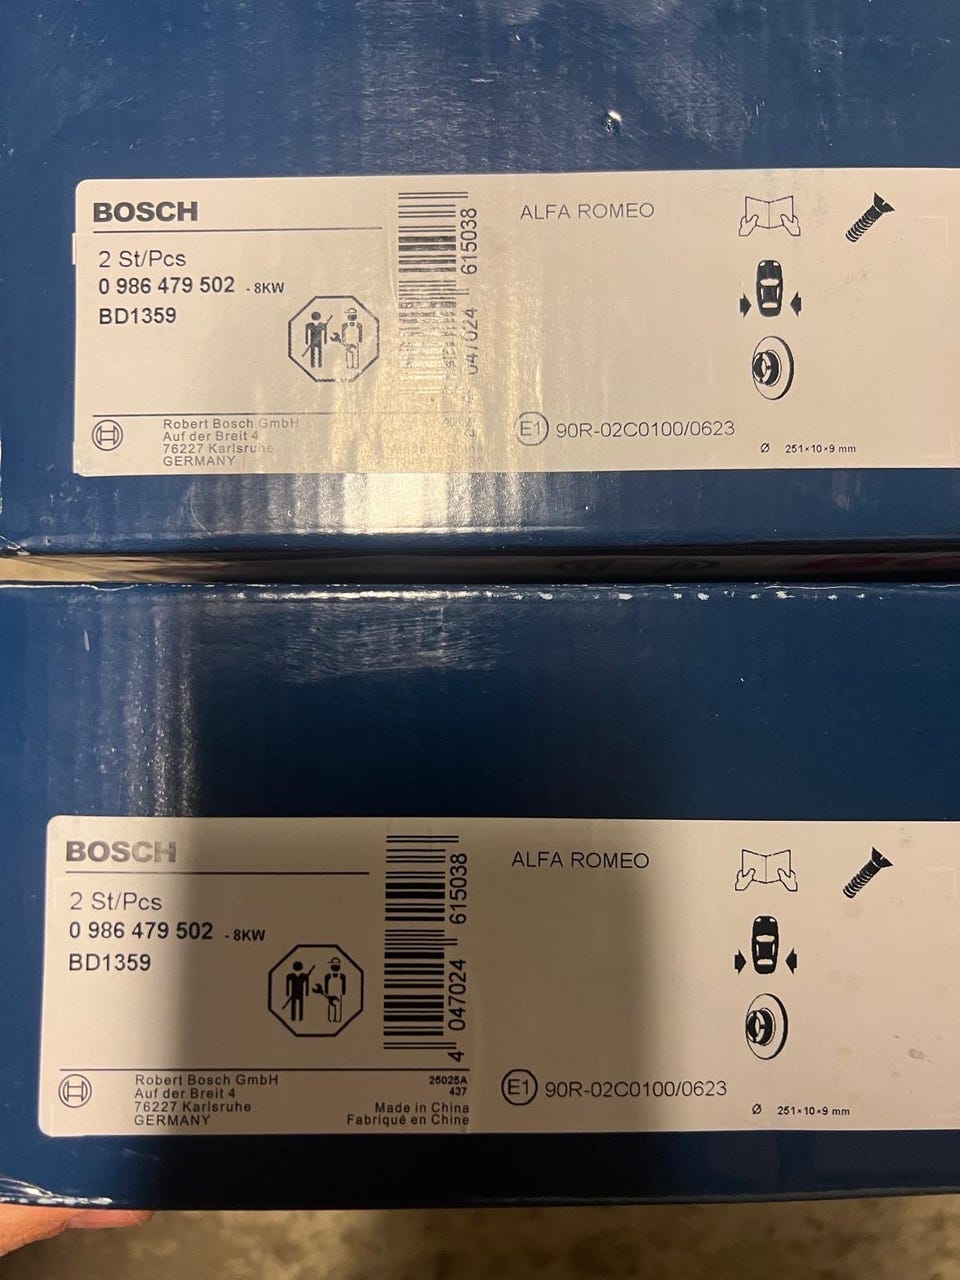 BOSCH
2 St/Pcs
0 986 479 502 - 8KW
BD1359
615038
047024
ALFA ROMEO
Robert Bosch GmbH
Auf der Breit 4
76227 Karlsruhe
GERMANY
E1 90R-02C0100/0623
Ø 251×10×9 mm
BOSCH
2 St/Pcs
0 986 479 502 - 8KW
BD1359
4 047024 615038
ALFA ROMEO
Robert Bosch GmbH
Auf der Breit 4
76227 Karlsruhe
GERMANY
25025A
437
Made in China
Fabriqué en Chine
E1 90R-02C0100/0623
Ø 251×10×9 mm